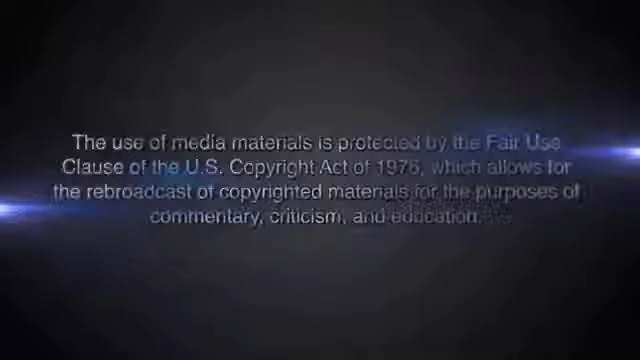 The use of media materials is protected by the Fair Use
Clause of the U.S. Copyright Act of 1976, which allows for
the rebroadcast of copyrighted materials for the purposes of
commentary, criticism, and education.